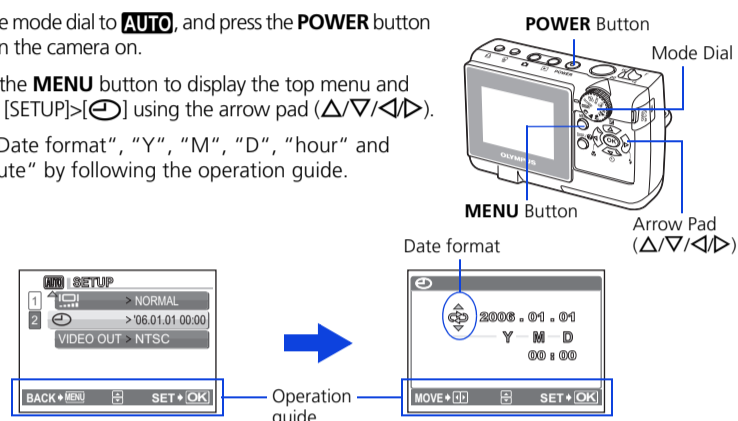 e mode dial to AUTO, and press the POWER button
n the camera on.
the MENU button to display the top menu and
[SETUP]>[] using the arrow pad (△/▽/◁/▷).
Date format“, “Y“, “M“, “D“, “hour“ and
ute“ by following the operation guide.
POWER Button
Mode Dial
POWER
OK
OLYMPUS
MENU Button
Arrow Pad
(△/▽/◁/▷)
Date format
AUTO SETUP
1
> NORMAL
2
> '06.01.01 00:00
VIDEO OUT > NTSC
BACK MENU SET OK
Operation
guide
2006 . 01 . 01
Y — M — D
00 : 00
MOVE SET OK